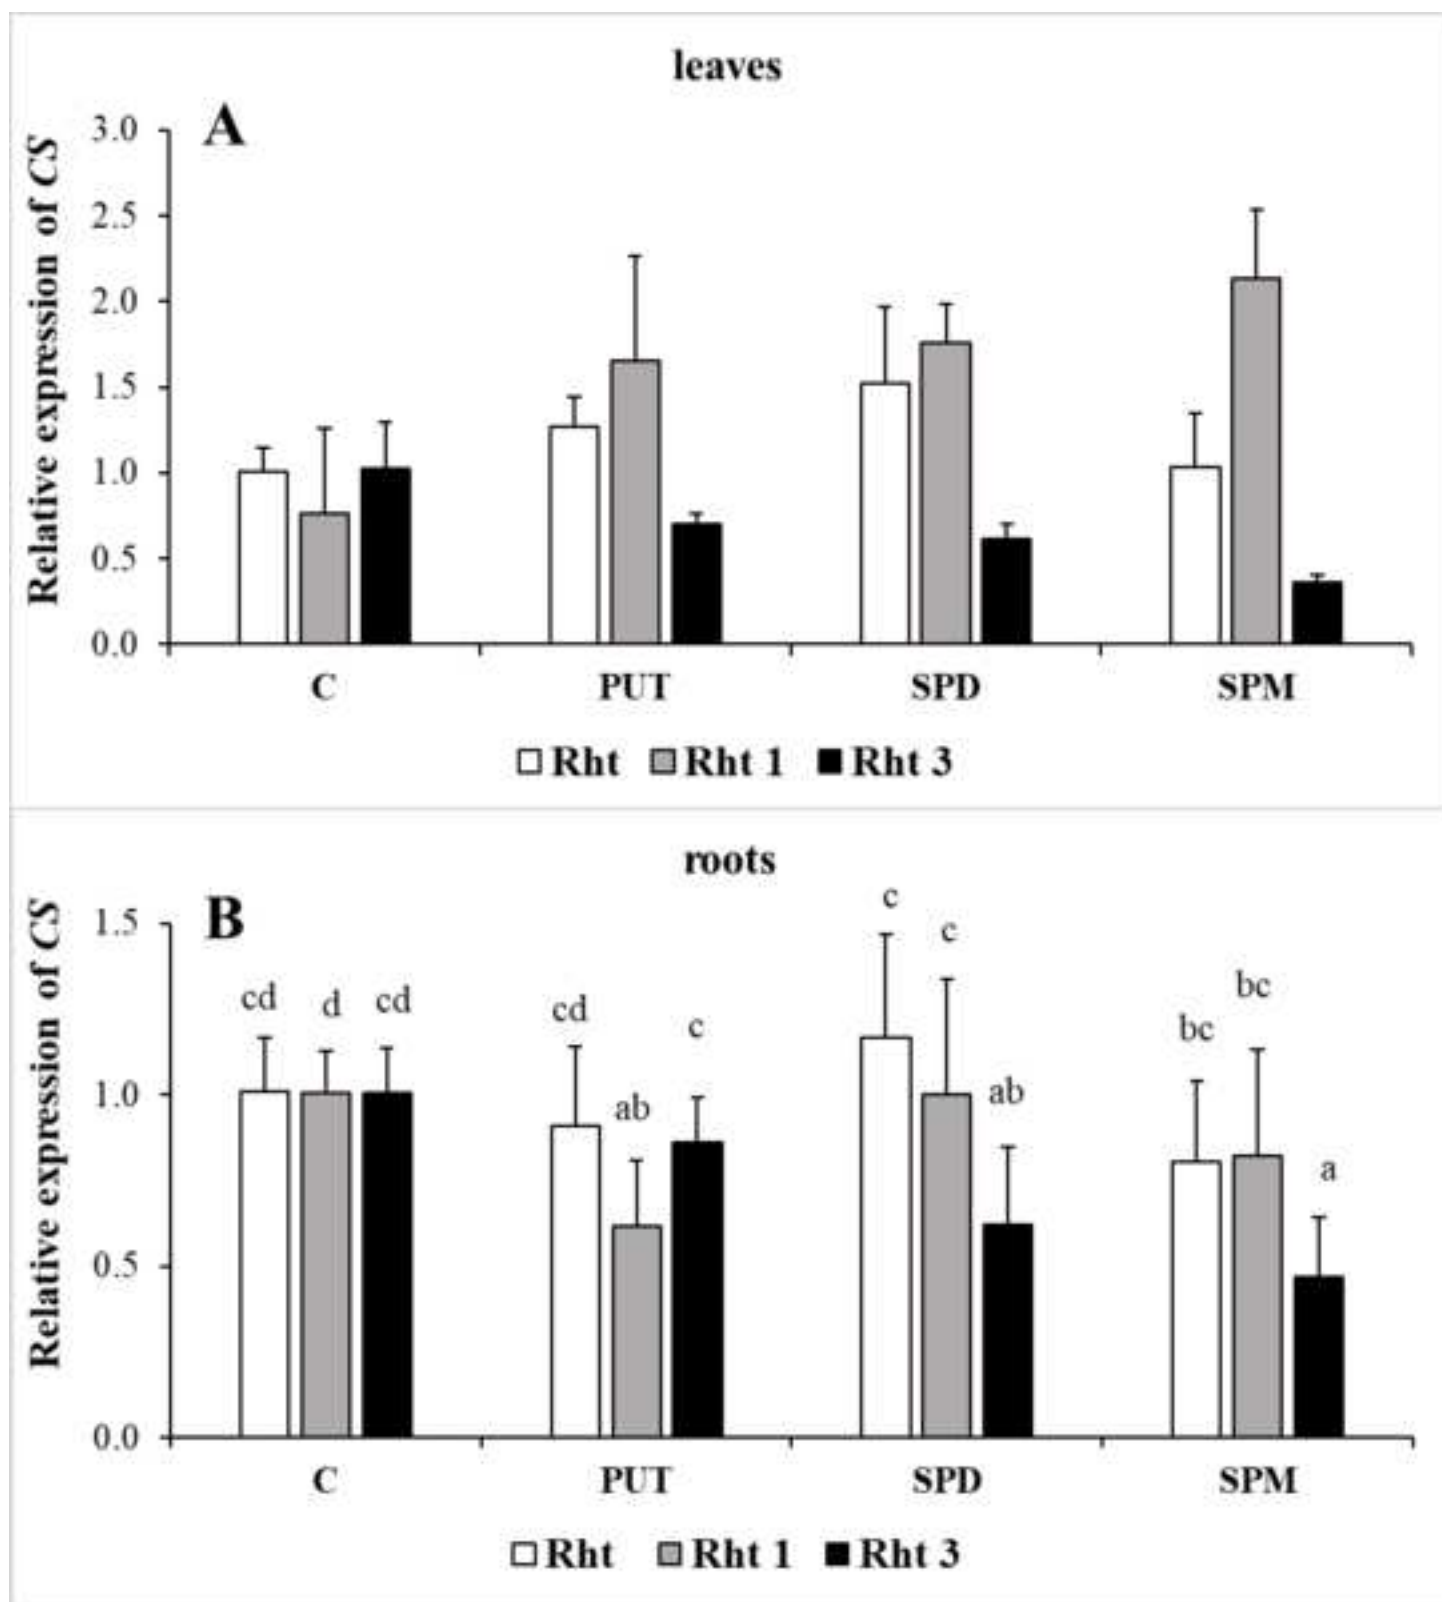 leaves
A
Relative expression of CS
3.0
2.5
2.0
1.5
1.0
0.5
0.0
C PUT SPD SPM
Rht Rht 1 Rht 3
roots
B
Relative expression of CS
1.5
1.0
0.5
0.0
cd d cd cd ab c c c ab bc bc a
C PUT SPD SPM
Rht Rht 1 Rht 3